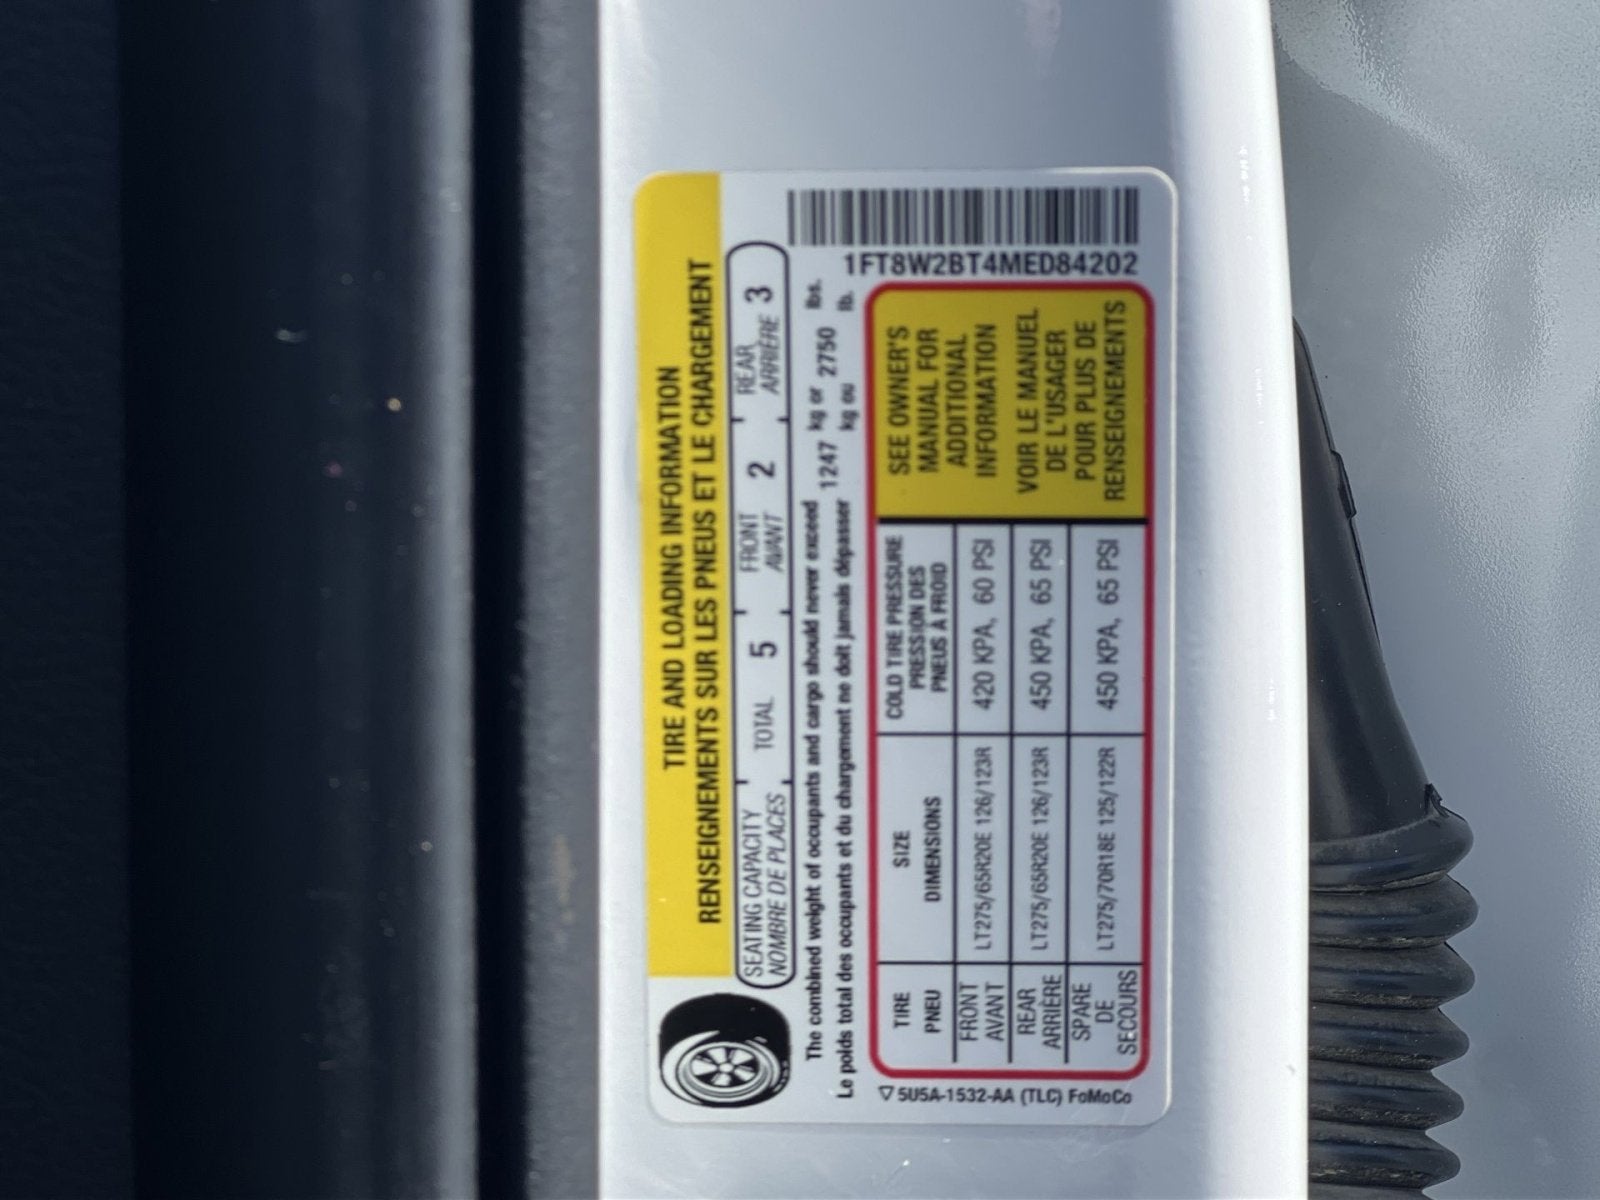 TIRE AND LOADING INFORMATION
RENSEIGNEMENTS SUR LES PNEUS ET LE CHARGEMENT
SEATING CAPACITY TOTAL 5 FRONT 2 REAR 3
NOMBRE DE PLACES AVANT ARRIÈRE
The combined weight of occupants and cargo should never exceed 1247 kg or 2750 lbs.
Le poids total des occupants et du chargement ne doit jamais dépasser kg ou lb.
1FT8W2BT4MED84202
TIRE SIZE COLD TIRE PRESSURE
PNEU DIMENSIONS PRESSION DES
PNEUS À FROID
FRONT LT275/65R20E 126/123R 420 KPA, 60 PSI
AVANT
REAR LT275/65R20E 126/123R 450 KPA, 65 PSI
ARRIÈRE
SPARE LT275/70R18E 125/122R 450 KPA, 65 PSI
DE
SECOURS
SEE OWNER'S
MANUAL FOR
ADDITIONAL
INFORMATION
VOIR LE MANUEL
DE L'USAGER
POUR PLUS DE
RENSEIGNEMENTS
▽ 5U5A-1532-AA (TLC) FoMoCo